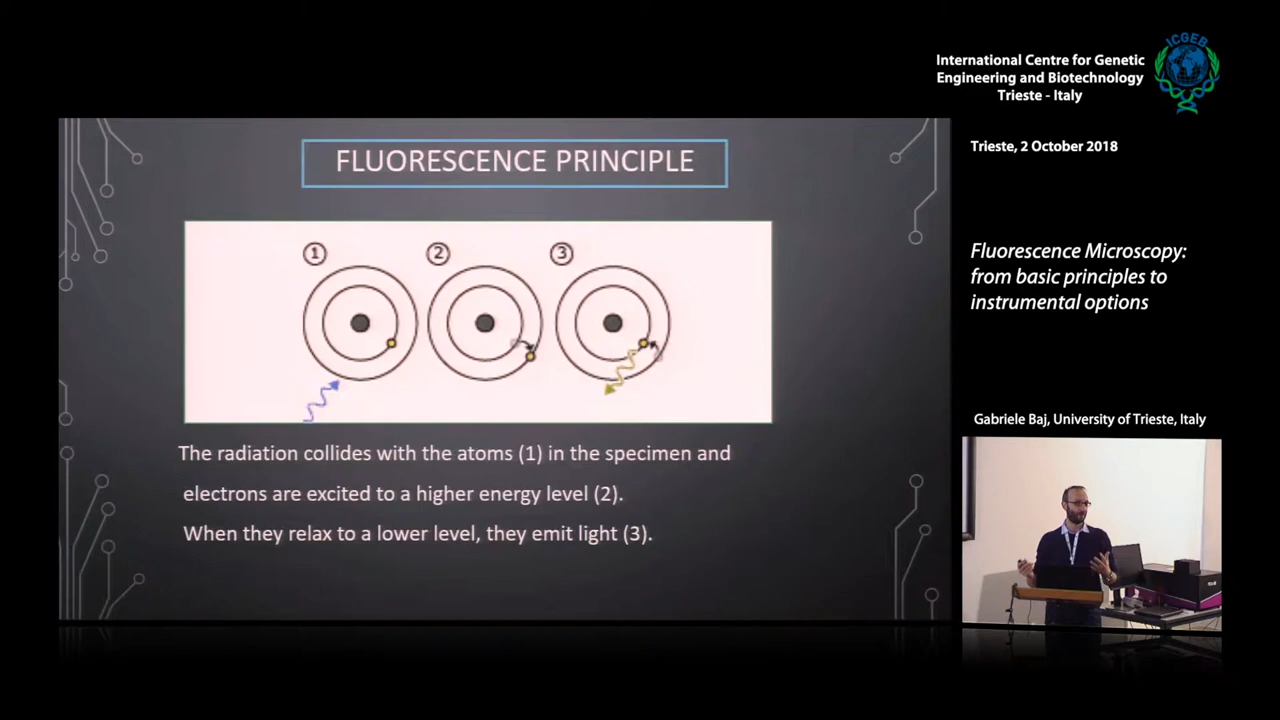 ICGEB
International Centre for Genetic
Engineering and Biotechnology
Trieste - Italy
Trieste, 2 October 2018
FLUORESCENCE PRINCIPLE
1 2 3
The radiation collides with the atoms (1) in the specimen and
electrons are excited to a higher energy level (2).
When they relax to a lower level, they emit light (3).
Fluorescence Microscopy:
from basic principles to
instrumental options
Gabriele Baj, University of Trieste, Italy